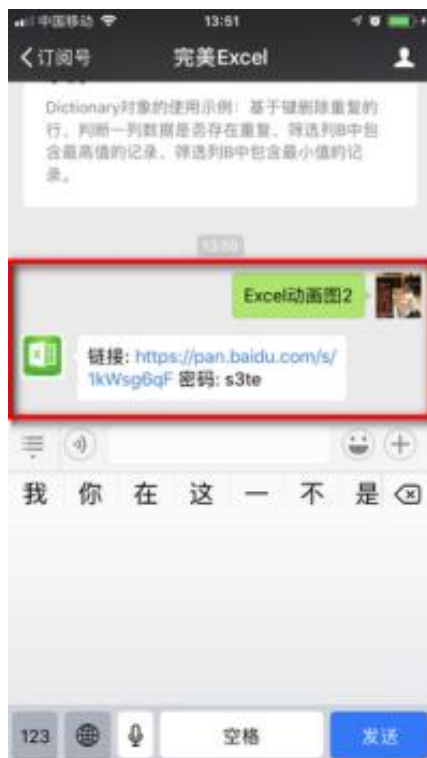 中国移动 13:51
订阅号 完美Excel
Dictionary对象的使用示例：基于键删除重复的
行、判断一列数据是否存在重复、筛选列B中包
含最高值的记录、筛选列B中包含最小值的记
录。
Excel动画图2
链接: https://pan.baidu.com/s/
1kWsg6qF 密码: s3te
我 你 在 这 一 不 是
123 空格 发送